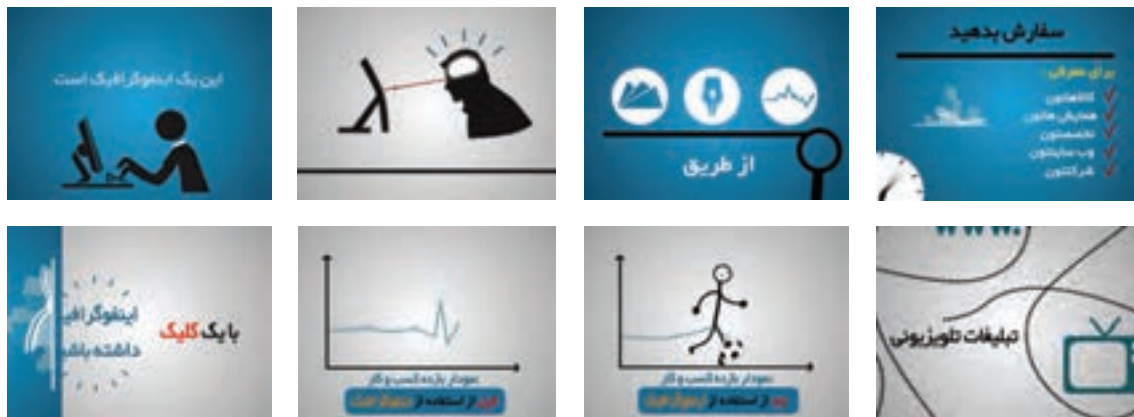 سفارش بدهید
برای معرفی :
کالاهاتون
همایش هاتون
تخصصتون
وب سایتتون
شرکتتون
از طریق
این یک اینفوگرافیک است
www.
تبلیغات تلویزیونی
نمودار بازده کسب و کار
بعد از استفاده از اینفوگرافیک
نمودار بازده کسب و کار
قبل از استفاده از اینفوگرافیک
با یک کلیک
اینفوگرافی
داشته باش